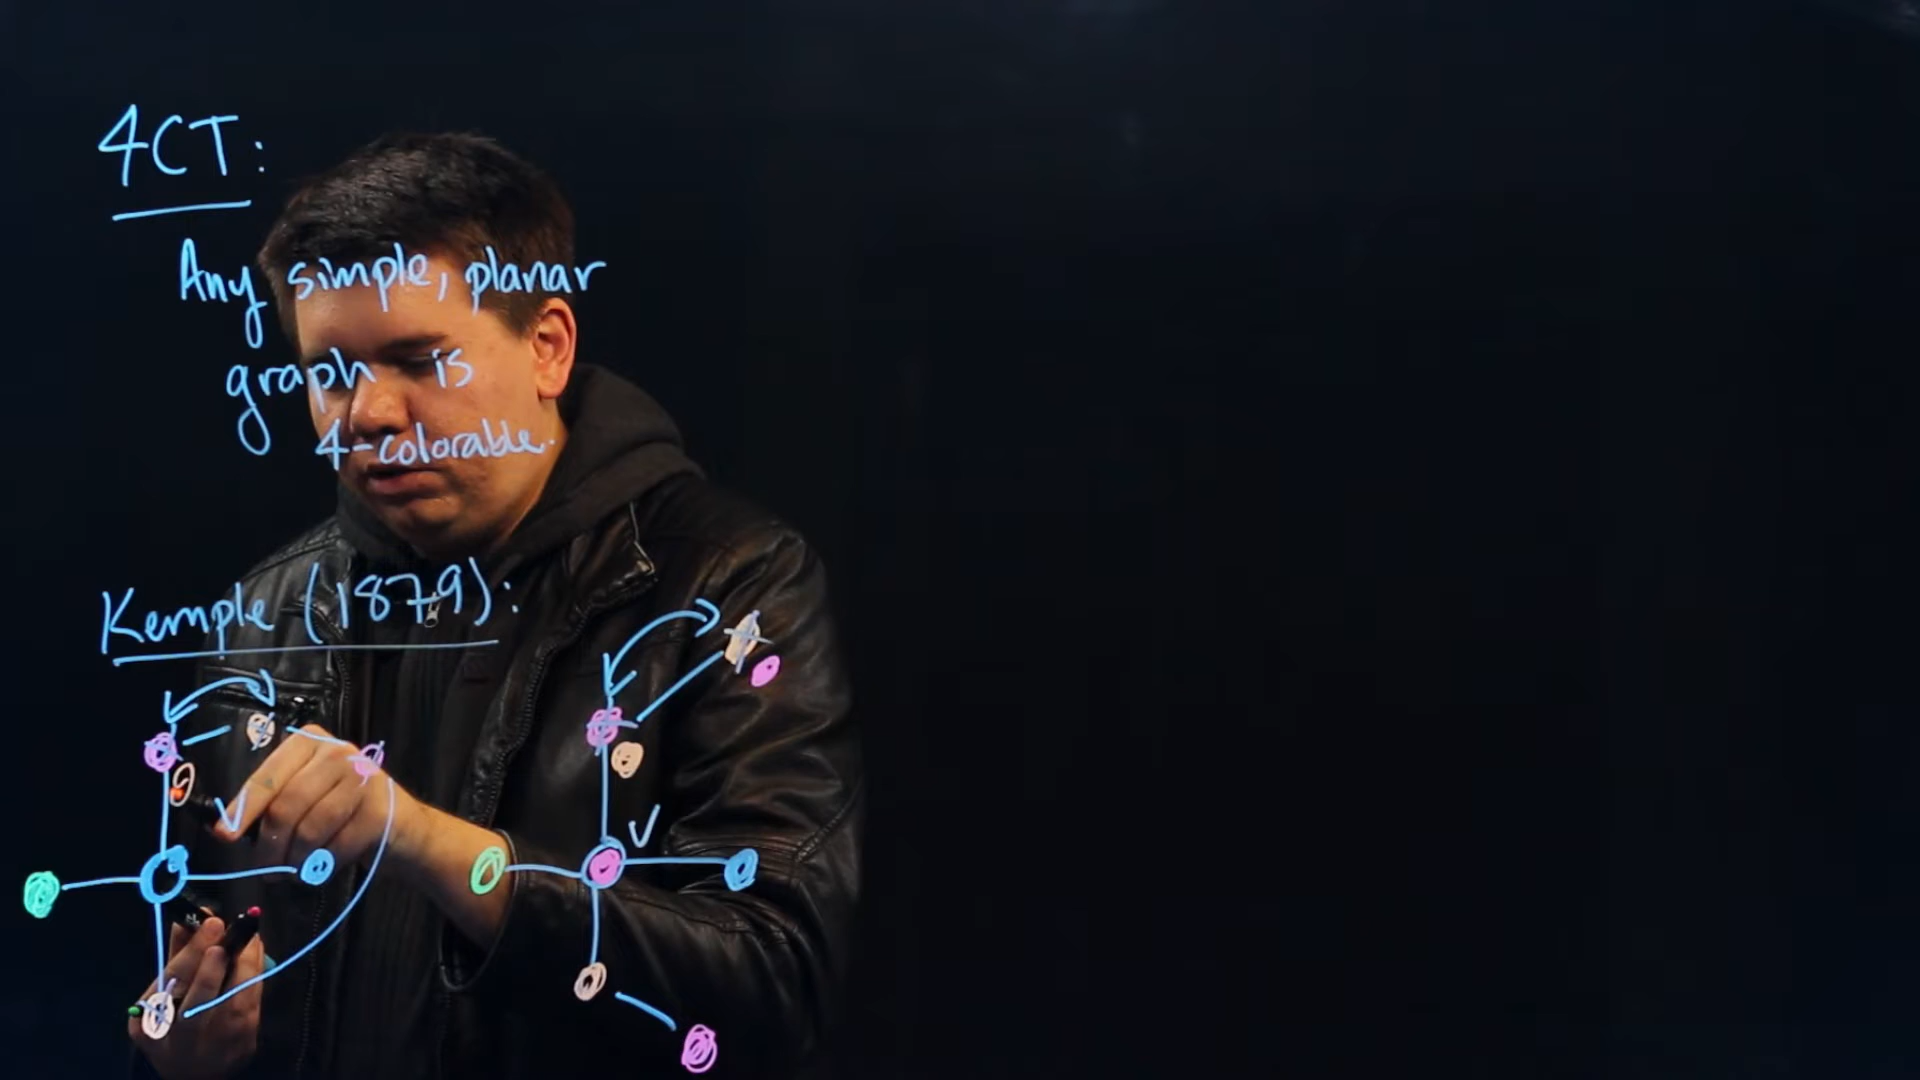 4CT:
Any simple, planar
graph is
4-colorable.
Kemple (1879):
V
V